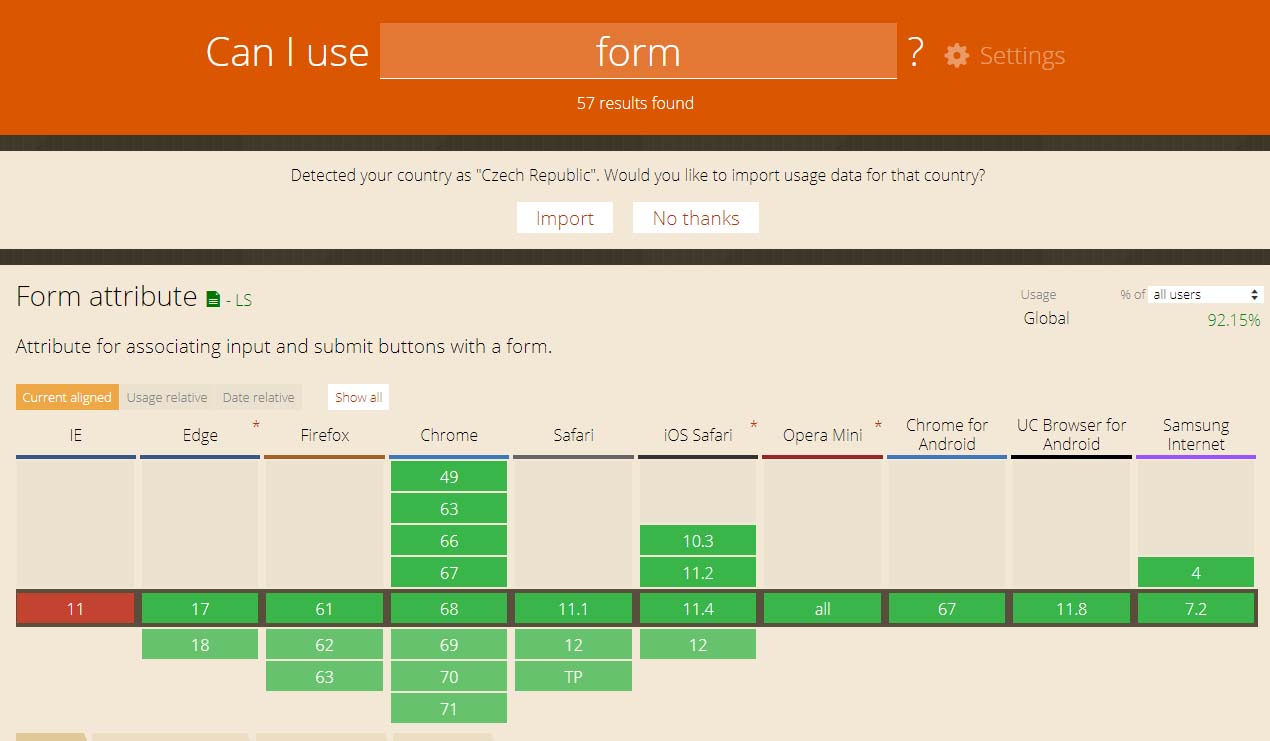 Can I use form ? Settings
57 results found
Detected your country as "Czech Republic". Would you like to import usage data for that country?
Import No thanks
Form attribute - LS
Usage % of all users
Global 92.15%
Attribute for associating input and submit buttons with a form.
Current aligned Usage relative Date relative Show all
IE Edge * Firefox Chrome Safari iOS Safari * Opera Mini * Chrome for Android UC Browser for Android Samsung Internet
49
63
66 10.3
67 11.2 4
11 17 61 68 11.1 11.4 all 67 11.8 7.2
18 62 69 12 12
63 70 TP
71